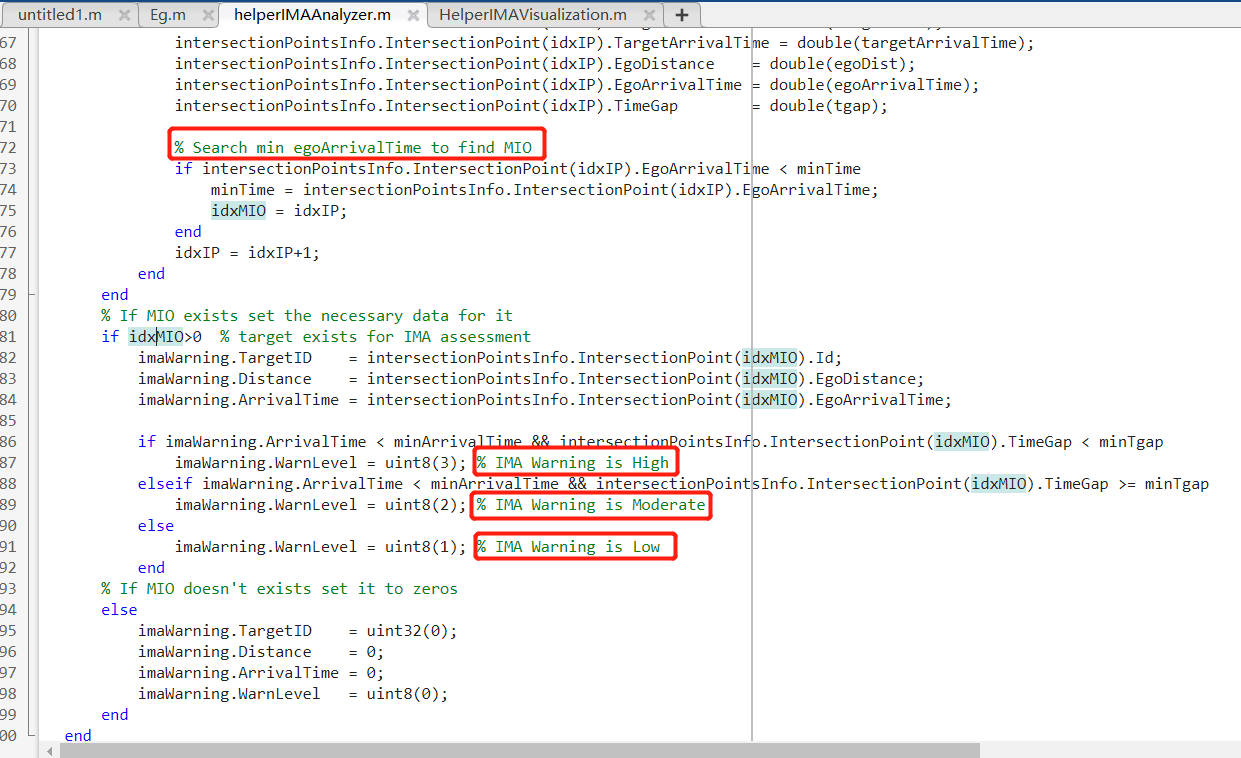 untitled1.m Eg.m helperIMAAnalyzer.m HelperIMAVisualization.m
67 intersectionPointsInfo.IntersectionPoint(idxIP).TargetArrivalTime = double(targetArrivalTime);
68 intersectionPointsInfo.IntersectionPoint(idxIP).EgoDistance = double(egoDist);
69 intersectionPointsInfo.IntersectionPoint(idxIP).EgoArrivalTime = double(egoArrivalTime);
70 intersectionPointsInfo.IntersectionPoint(idxIP).TimeGap = double(tgap);
71
72 % Search min egoArrivalTime to find MIO
73 if intersectionPointsInfo.IntersectionPoint(idxIP).EgoArrivalTime < minTime
74 minTime = intersectionPointsInfo.IntersectionPoint(idxIP).EgoArrivalTime;
75 idxMIO = idxIP;
76 end
77 idxIP = idxIP+1;
78 end
79 end
80 % If MIO exists set the necessary data for it
81 if idxMIO>0 % target exists for IMA assessment
82 imaWarning.TargetID = intersectionPointsInfo.IntersectionPoint(idxMIO).Id;
83 imaWarning.Distance = intersectionPointsInfo.IntersectionPoint(idxMIO).EgoDistance;
84 imaWarning.ArrivalTime = intersectionPointsInfo.IntersectionPoint(idxMIO).EgoArrivalTime;
85
86 if imaWarning.ArrivalTime < minArrivalTime && intersectionPointsInfo.IntersectionPoint(idxMIO).TimeGap < minTgap
87 imaWarning.WarnLevel = uint8(3); % IMA Warning is High
88 elseif imaWarning.ArrivalTime < minArrivalTime && intersectionPointsInfo.IntersectionPoint(idxMIO).TimeGap >= minTgap
89 imaWarning.WarnLevel = uint8(2); % IMA Warning is Moderate
90 else
91 imaWarning.WarnLevel = uint8(1); % IMA Warning is Low
92 end
93 % If MIO doesn't exists set it to zeros
94 else
95 imaWarning.TargetID = uint32(0);
96 imaWarning.Distance = 0;
97 imaWarning.ArrivalTime = 0;
98 imaWarning.WarnLevel = uint8(0);
99 end
00 end